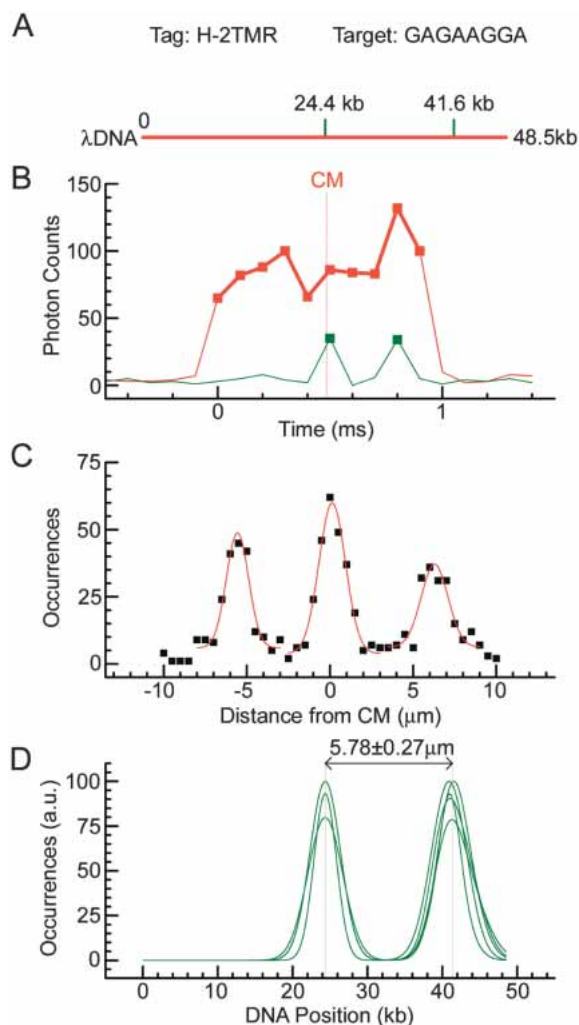 A
Tag: H-2TMR Target: GAGAAGGA
0 24.4 kb 41.6 kb
λDNA 48.5kb
B
CM
150
100
50
0
Photon Counts
0 1
Time (ms)
C
75
50
25
0
Occurrences
-10 -5 0 5 10
Distance from CM (μm)
D
5.78±0.27μm
100
75
50
25
0
Occurrences (a.u.)
0 10 20 30 40 50
DNA Position (kb)